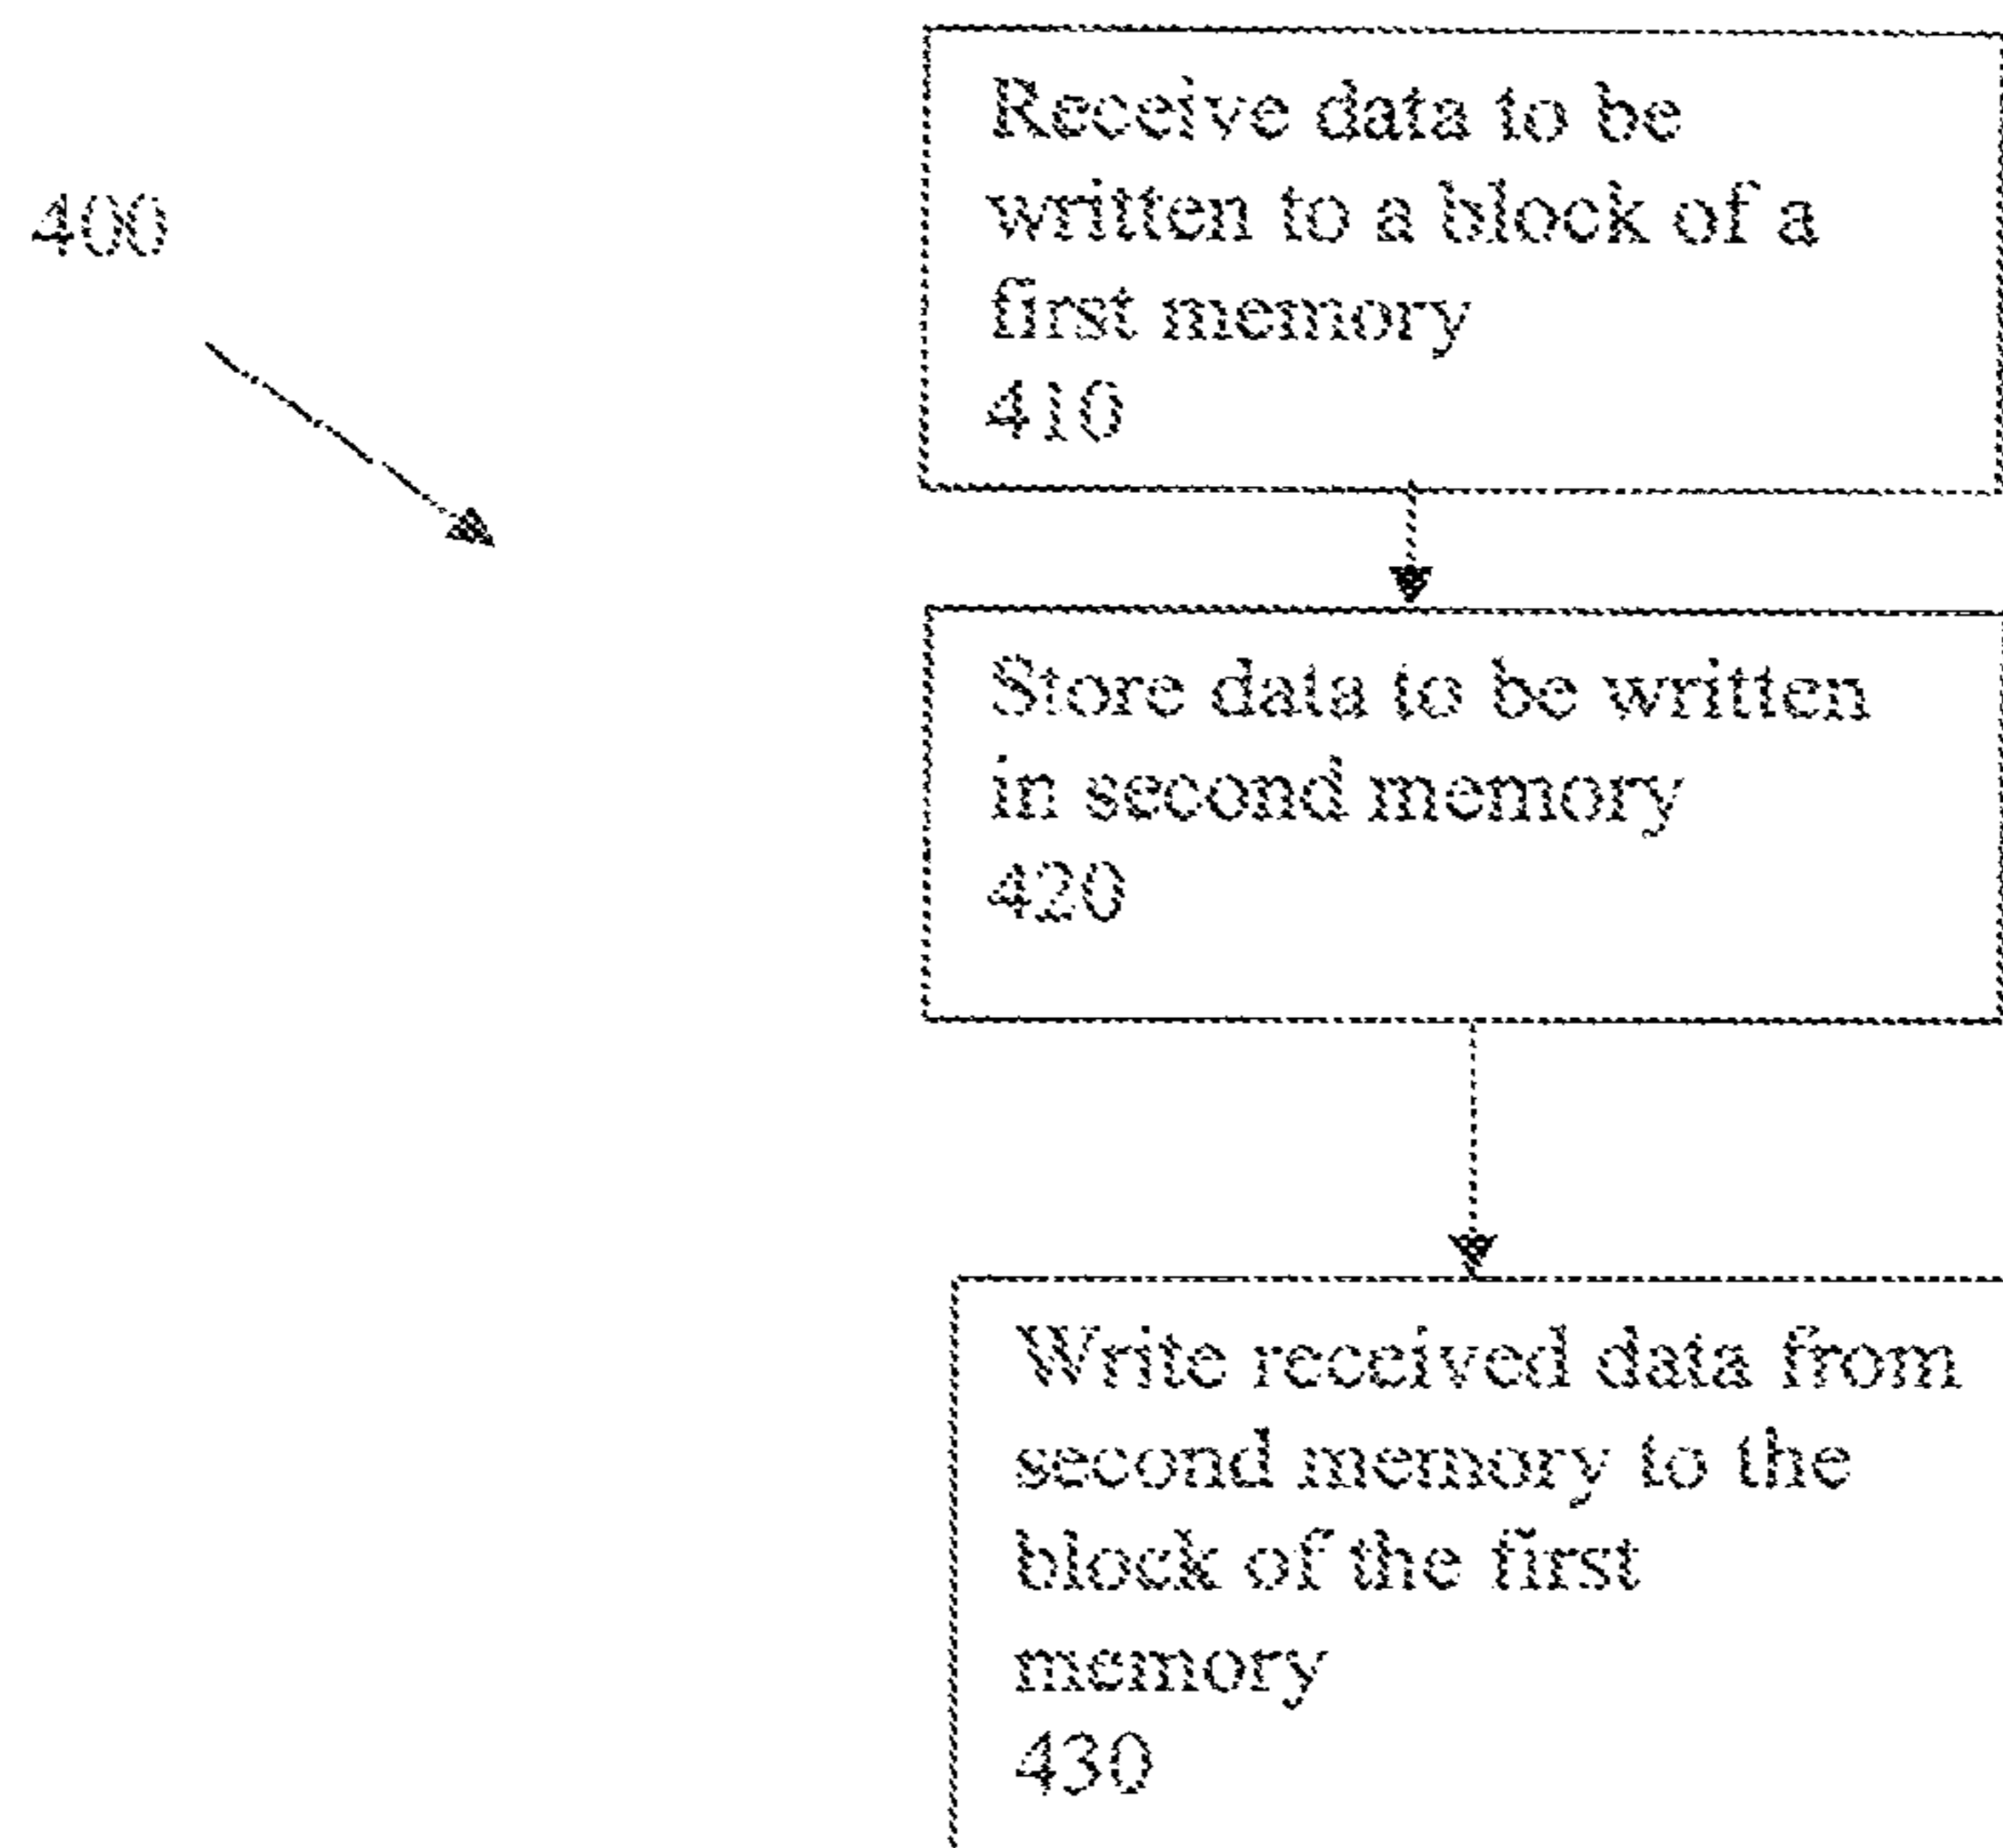 400
Receive data to be
written to a block of a
first memory
410
Store data to be written
in second memory
420
Write received data from
second memory to the
block of the first
memory
430